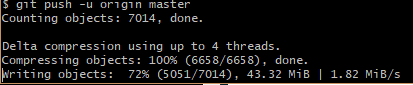 $ git push -u origin master
Counting objects: 7014, done.
Delta compression using up to 4 threads.
Compressing objects: 100% (6658/6658), done.
Writing objects:  72% (5051/7014), 43.32 MiB | 1.82 MiB/s